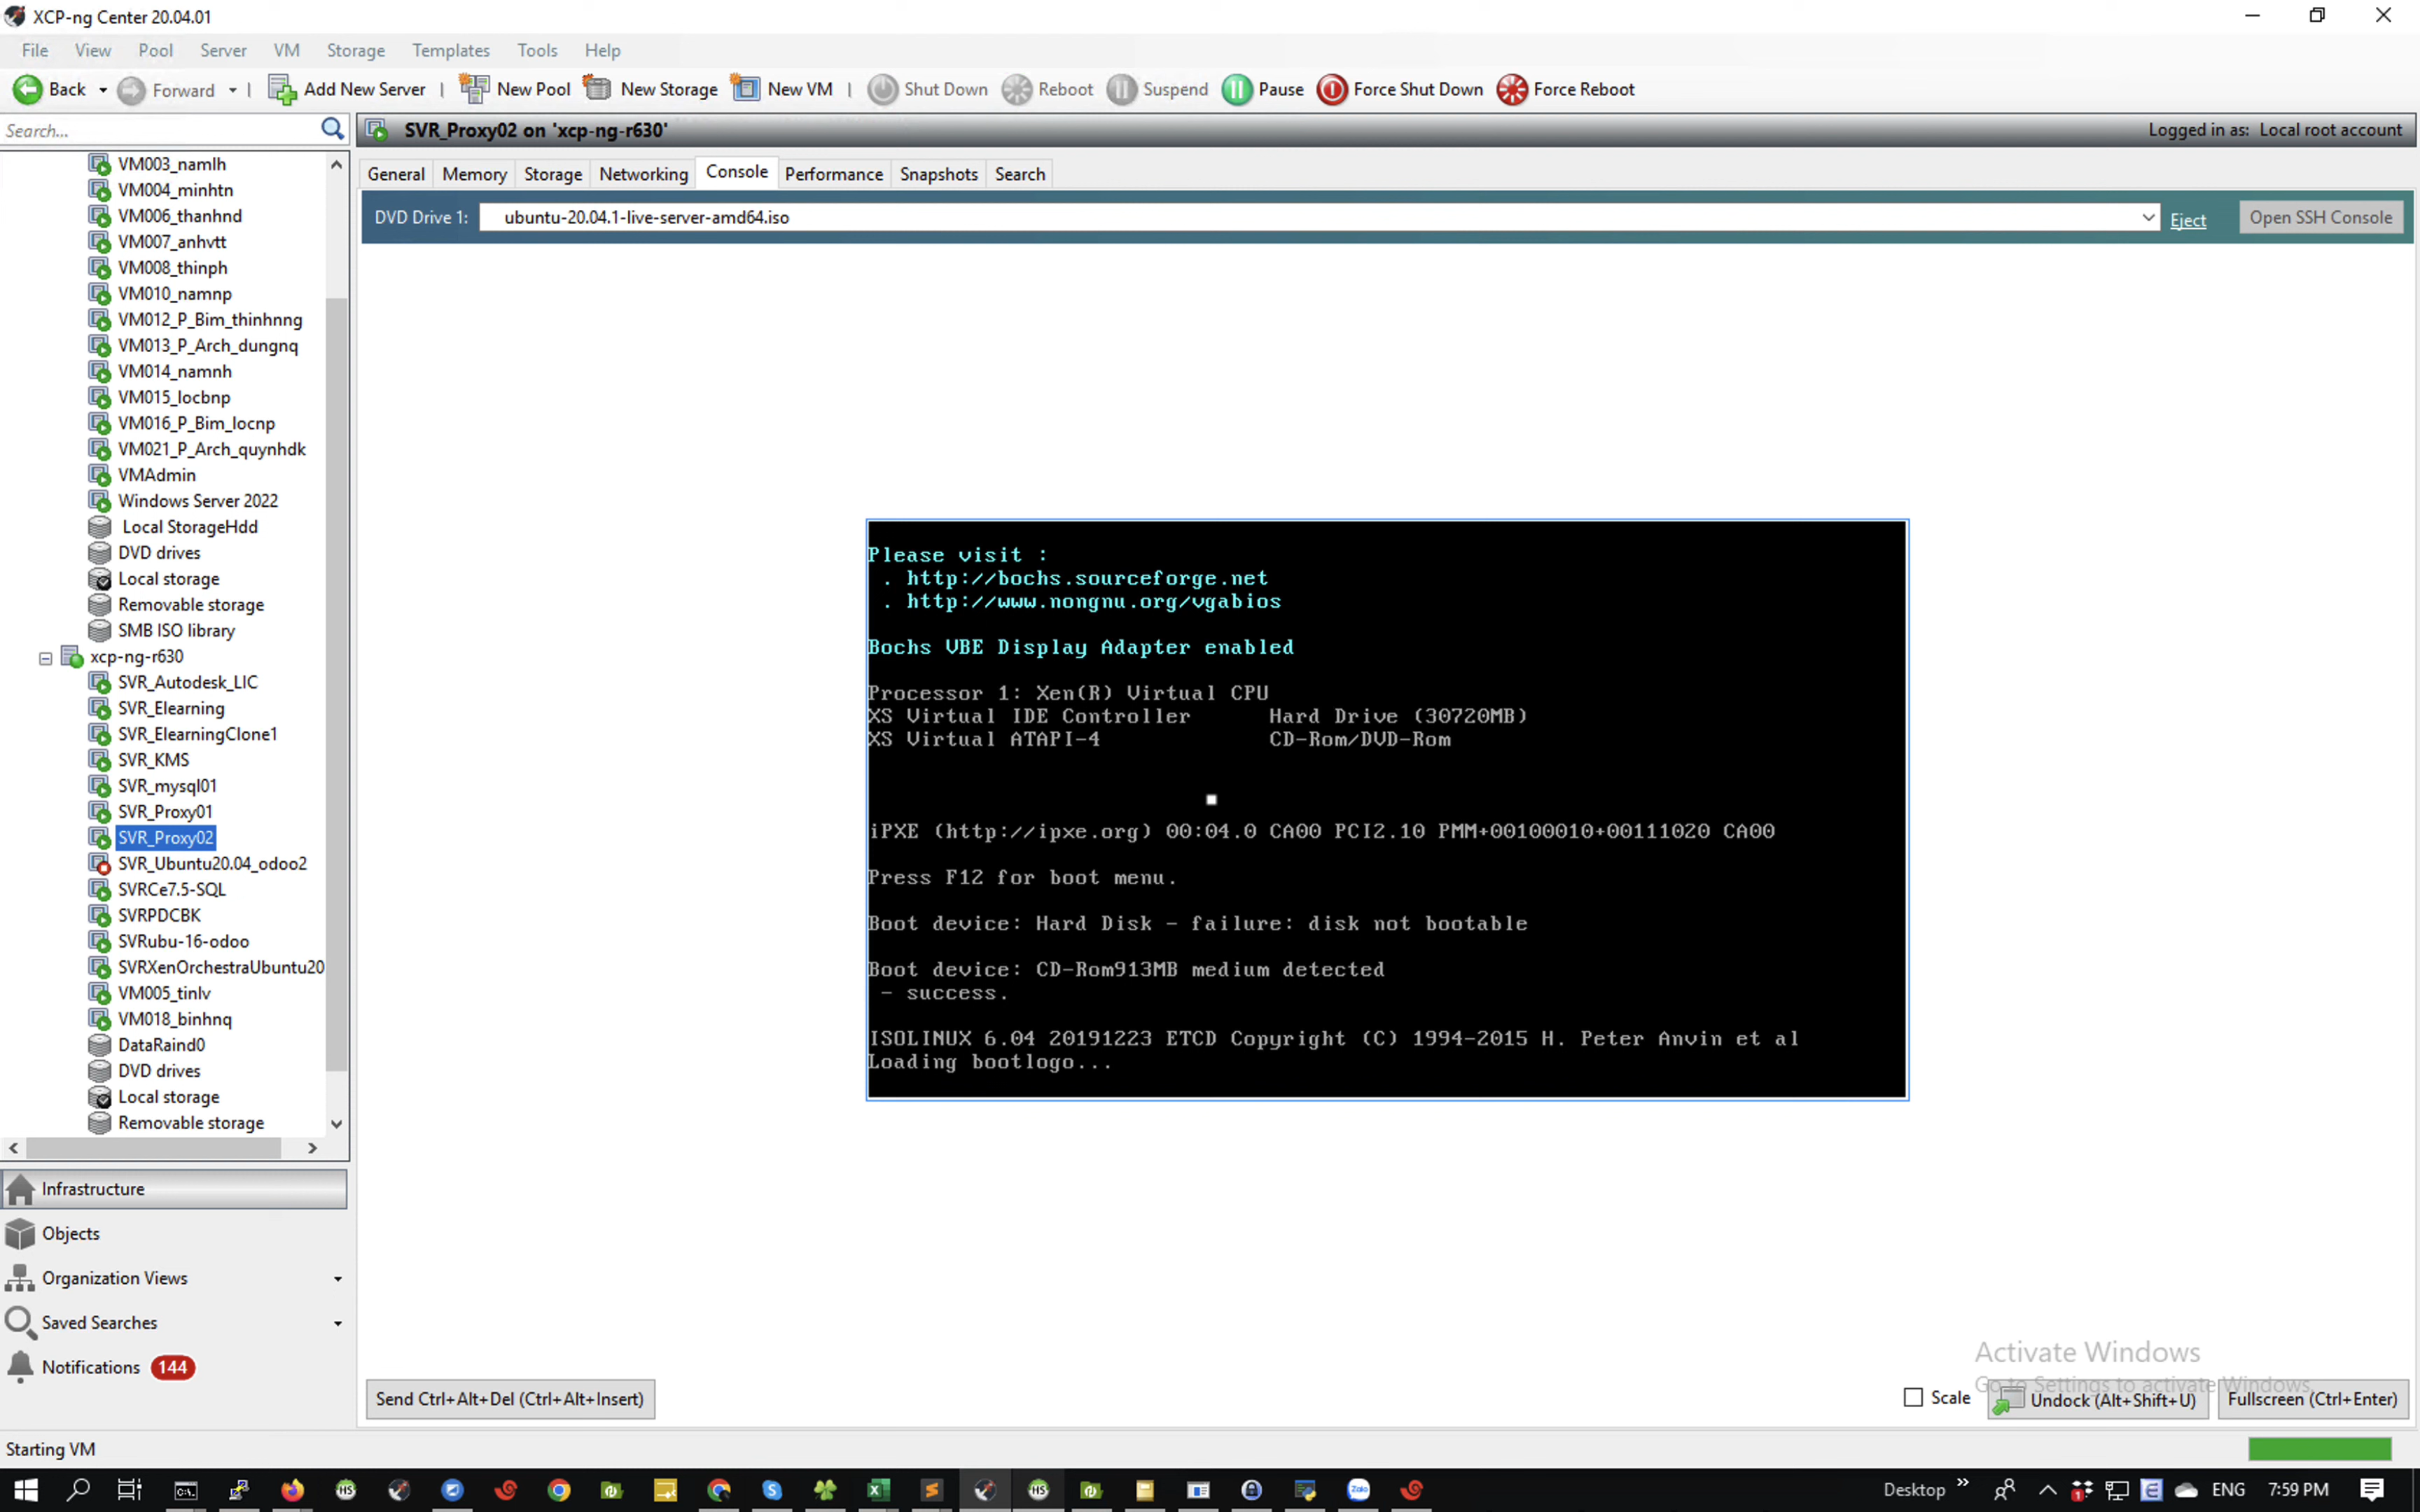 XCP-ng Center 20.04.01
File View Pool Server VM Storage Templates Tools Help
Back Forward Add New Server New Pool New Storage New VM Shut Down Reboot Suspend Pause Force Shut Down Force Reboot
Search...
SVR_Proxy02 on 'xcp-ng-r630'
Logged in as: Local root account
General Memory Storage Networking Console Performance Snapshots Search
DVD Drive 1: ubuntu-20.04.1-live-server-amd64.iso Eject Open SSH Console
VM003_namlh
VM004_minhtn
VM006_thanhnd
VM007_anhvtt
VM008_thinph
VM010_namnp
VM012_P_Bim_thinhnng
VM013_P_Arch_dungnq
VM014_namnh
VM015_locbnp
VM016_P_Bim_locnp
VM021_P_Arch_quynhdk
VMAdmin
Windows Server 2022
Local StorageHdd
DVD drives
Local storage
Removable storage
SMB ISO library
xcp-ng-r630
SVR_Autodesk_LIC
SVR_Elearning
SVR_ElearningClone1
SVR_KMS
SVR_mysql01
SVR_Proxy01
SVR_Proxy02
SVR_Ubuntu20.04_odoo2
SVRCe7.5-SQL
SVRPDCBK
SVRubu-16-odoo
SVRXenOrchestraUbuntu20
VM005_tinlv
VM018_binhnq
DataRaind0
DVD drives
Local storage
Removable storage
Infrastructure
Objects
Organization Views
Saved Searches
Notifications 144
Please visit :
. http://bochs.sourceforge.net
. http://www.nongnu.org/vgabios
Bochs VBE Display Adapter enabled
Processor 1: Xen(R) Virtual CPU
XS Virtual IDE Controller Hard Drive (30720MB)
XS Virtual ATAPI-4 CD-Rom/DVD-Rom
iPXE (http://ipxe.org) 00:04.0 CA00 PCI2.10 PMM+00100010+00111020 CA00
Press F12 for boot menu.
Boot device: Hard Disk - failure: disk not bootable
Boot device: CD-Rom913MB medium detected
- success.
ISOLINUX 6.04 20191223 ETCD Copyright (C) 1994-2015 H. Peter Anvin et al
Loading bootlogo...
Activate Windows
Go to Settings to activate Windows.
Send Ctrl+Alt+Del (Ctrl+Alt+Insert)
Scale Undock (Alt+Shift+U) Fullscreen (Ctrl+Enter)
Starting VM
Desktop ENG 7:59 PM